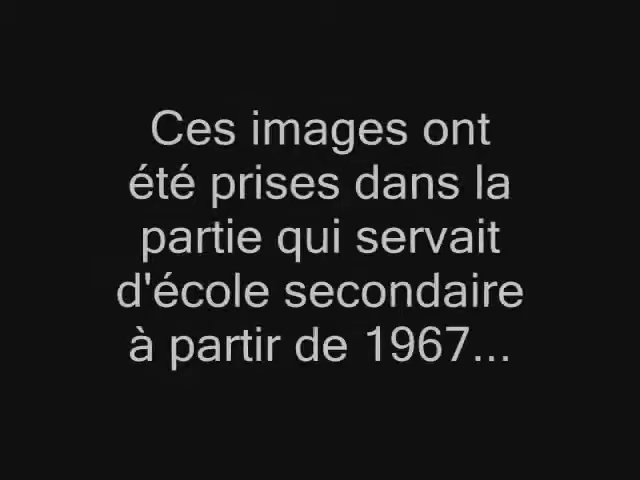 Ces images ont
été prises dans la
partie qui servait
d'école secondaire
à partir de 1967...